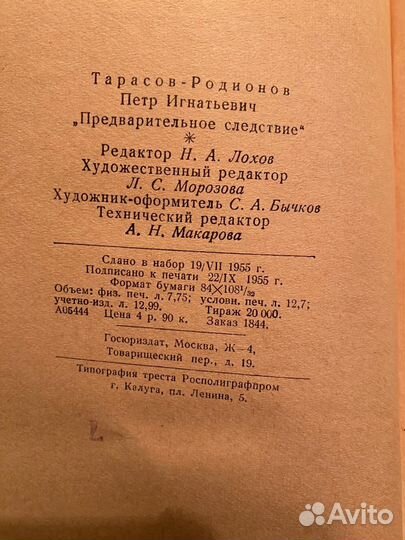 Тарасов-Родионов
Петр Игнатьевич
„Предварительное следствие“
*
Редактор Н. А. Лохов
Художественный редактор
Л. С. Морозова
Художник-оформитель С. А. Бычков
Технический редактор
А. Н. Макарова
Сдано в набор 19/VII 1955 г.
Подписано к печати 22/IX 1955 г.
Формат бумаги 84×108¹/₃₂
Объем: физ. печ. л. 7,75; условн. печ. л. 12,7;
учетно-изд. л. 12,99. Тираж 20 000.
А05444 Цена 4 р. 90 к. Заказ 1844.
Госюриздат, Москва, Ж—4,
Товарищеский пер., д. 19.
Типография треста Росполиграфпром
г. Калуга, пл. Ленина, 5.
Avito